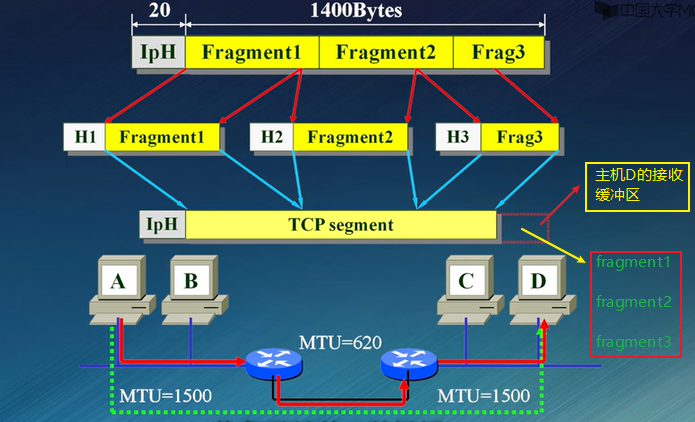 中国大学MO
20
1400Bytes
IpH
Fragment1
Fragment2
Frag3
H1
Fragment1
H2
Fragment2
H3
Frag3
主机D的接收
缓冲区
IpH
TCP segment
fragment1
fragment2
fragment3
A
B
C
D
MTU=620
MTU=1500
MTU=1500